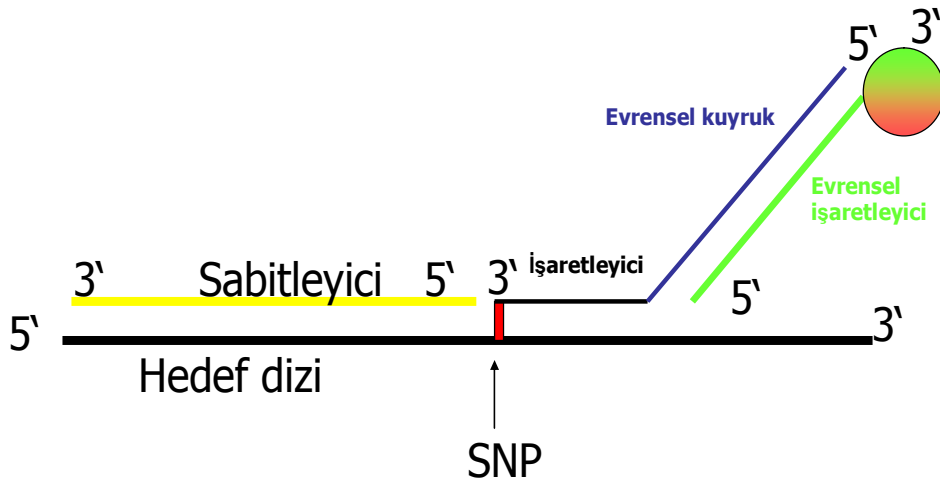 5‘ 3‘
Evrensel kuyruk
Evrensel
işaretleyici
3‘ Sabitleyici 5‘ 3‘ İşaretleyici
5‘
5‘ 3‘
Hedef dizi
SNP